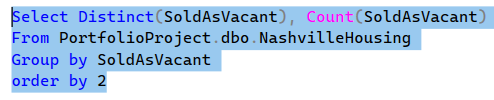 Select Distinct(SoldAsVacant), Count(SoldAsVacant)
From PortfolioProject.dbo.NashvilleHousing
Group by SoldAsVacant
order by 2